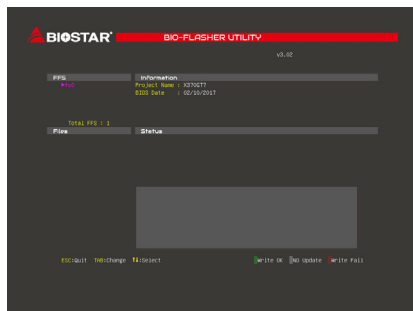 BIOSTAR®
BIO-FLASHER UTILITY
v3.02
FPS
Information
Project Name : X370GT7
BIOS Date : 02/10/2017
Total FPS : 1
Files
Status
ESC:Quit TAB:Change ↑↓:Select
Write OK NO Update Write Fail